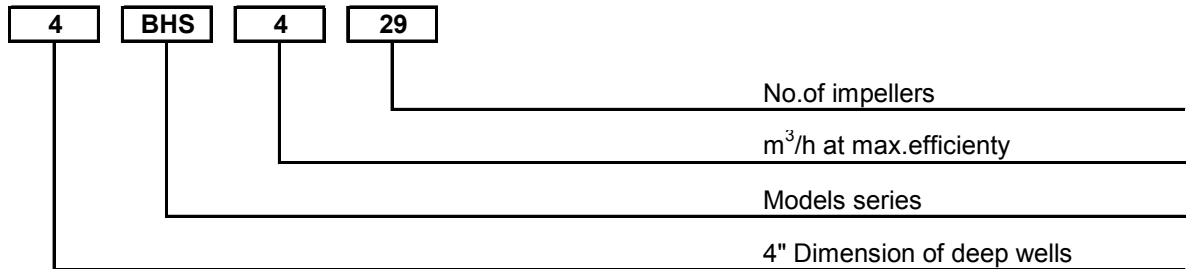 4 BHS 4 29
No.of impellers
m³/h at max.efficienty
Models series
4" Dimension of deep wells